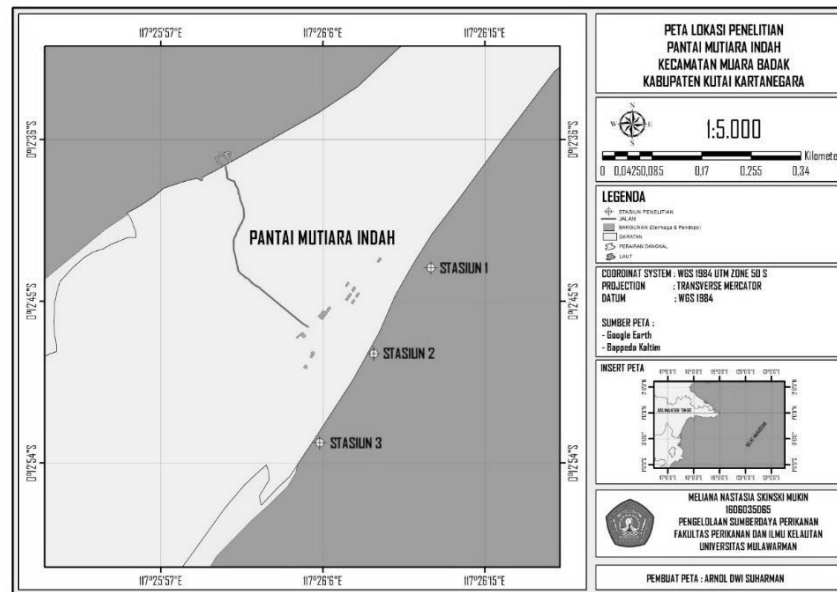 117°25'57"E
117°26'6"E
117°26'15"E
0°12'36"S
0°12'36"S
0°12'45"S
0°12'45"S
0°12'54"S
0°12'54"S
PANTAI MUTIARA INDAH
STASIUN 1
STASIUN 2
STASIUN 3
117°25'57"E
117°26'6"E
117°26'15"E
PETA LOKASI PENELITIAN
PANTAI MUTIARA INDAH
KECAMATAN MUARA BADAK
KABUPATEN KUTAI KARTANEGARA
N
W E
S
1:5.000
Kilometer
0 0,0425 0,085 0,17 0,255 0,34
LEGENDA
STASIUN PENELITIAN
JALAN
BANGUNAN (Dermaga & Pendopo)
DARATAN
PERAIRAN DANGKAL
LAUT
COORDINAT SYSTEM : WGS 1984 UTM ZONE 50 S
PROJECTION : TRANSVERSE MERCATOR
DATUM : WGS 1984
SUMBER PETA :
- Google Earth
- Bappeda Kaltim
INSERT PETA
KALIMANTAN TIMUR
SELAT MAKASSAR
MELIANA NASTASIA SKINSKI MUKIN
1606035065
PENGELOLAAN SUMBERDAYA PERIKANAN
FAKULTAS PERIKANAN DAN ILMU KELAUTAN
UNIVERSITAS MULAWARMAN
PEMBUAT PETA : ARNOL DWI SUHARMAN